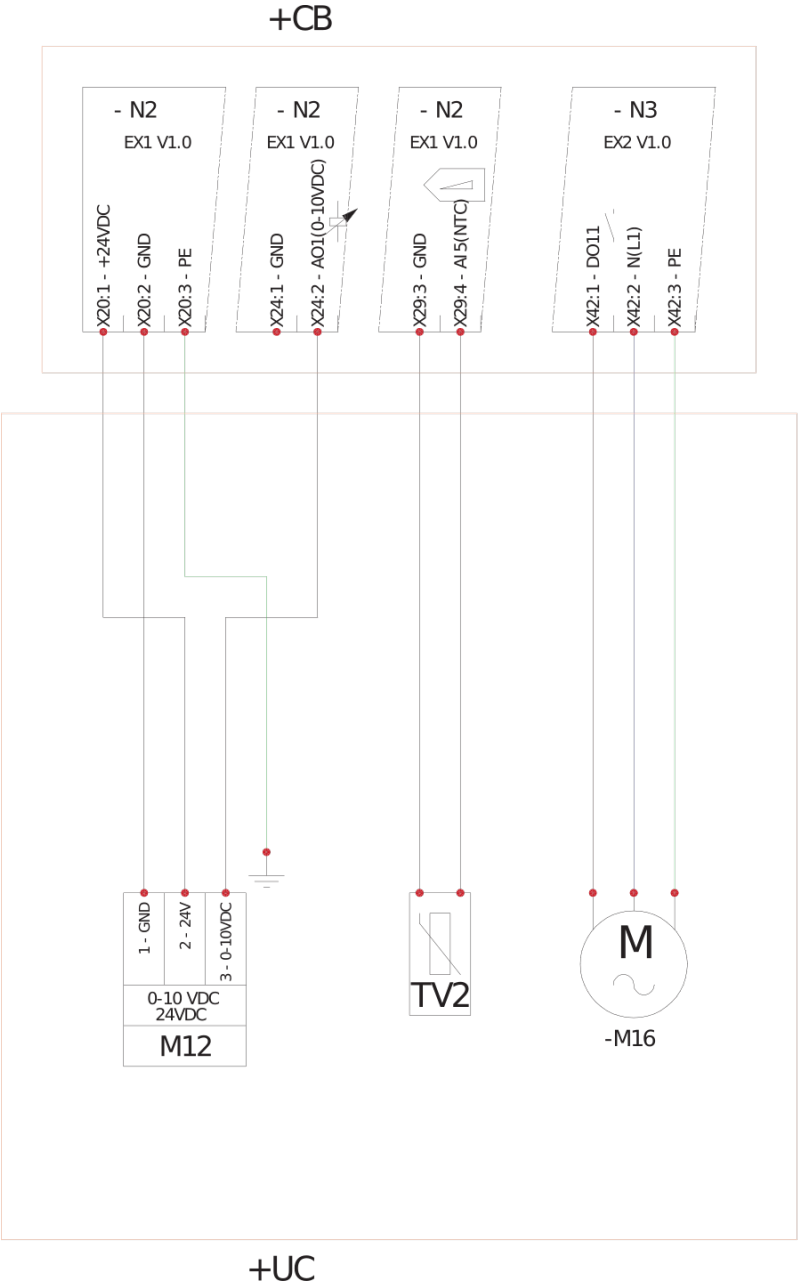 +CB
- N2
EX1 V1.0
X20:1 - +24VDC
X20:2 - GND
X20:3 - PE
- N2
EX1 V1.0
X24:1 - GND
X24:2 - AO1(0-10VDC)
- N2
EX1 V1.0
X29:3 - GND
X29:4 - AI5(NTC)
- N3
EX2 V1.0
X42:1 - DO11
X42:2 - N(L1)
X42:3 - PE
1 - GND
2 - 24V
3 - 0-10VDC
0-10 VDC
24VDC
M12
TV2
M
-M16
+UC